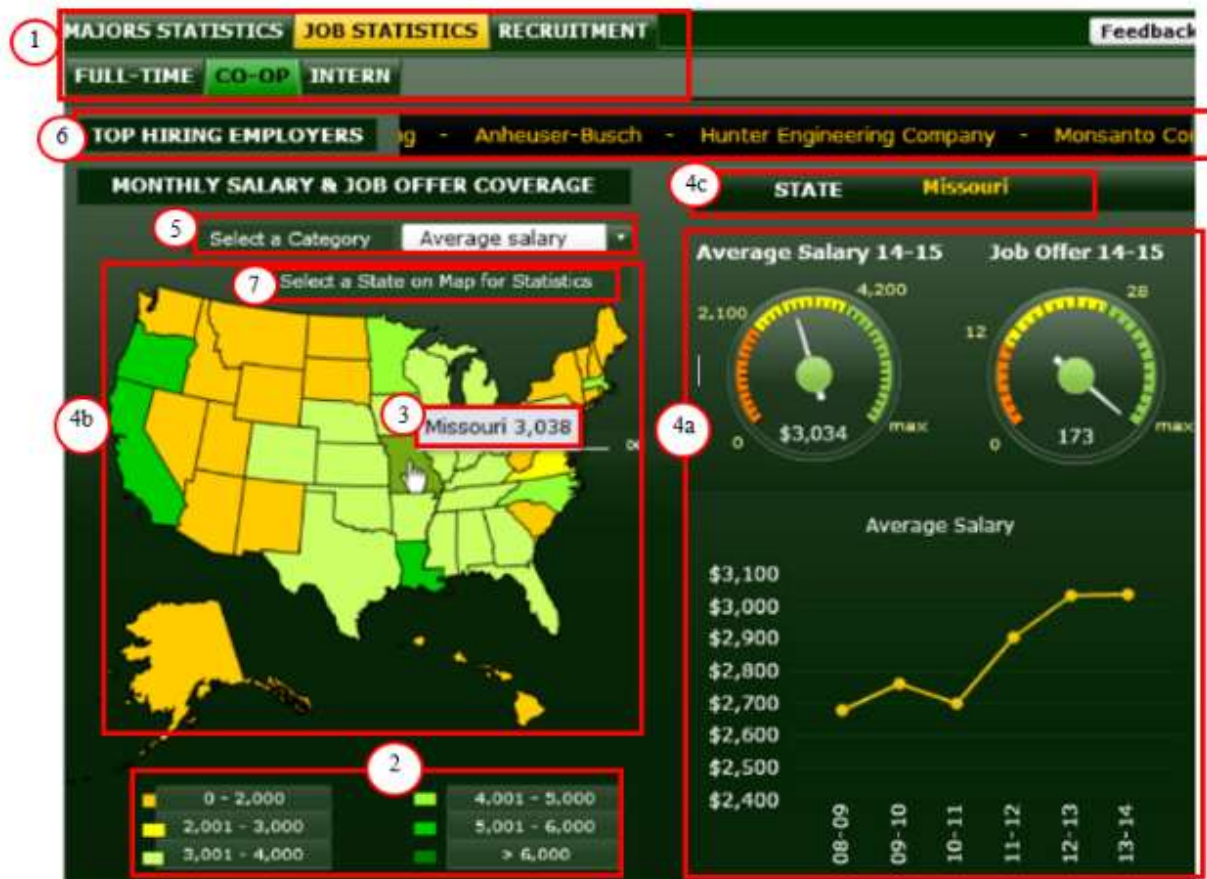 1
MAJORS STATISTICS JOB STATISTICS RECRUITMENT
Feedback
FULL-TIME CO-OP INTERN
6
TOP HIRING EMPLOYERS
ng - Anheuser-Busch - Hunter Engineering Company - Monsanto Co
MONTHLY SALARY & JOB OFFER COVERAGE
4c
STATE Missouri
5
Select a Category Average salary
7
Select a State on Map for Statistics
4b
3
Missouri 3,038
2
0 - 2,000
2,001 - 3,000
3,001 - 4,000
4,001 - 5,000
5,001 - 6,000
> 6,000
4a
Average Salary 14-15
2,100
4,200
0
max
$3,034
Job Offer 14-15
12
28
0
max
173
Average Salary
$3,100
$3,000
$2,900
$2,800
$2,700
$2,600
$2,500
$2,400
08-09
09-10
10-11
11-12
12-13
13-14